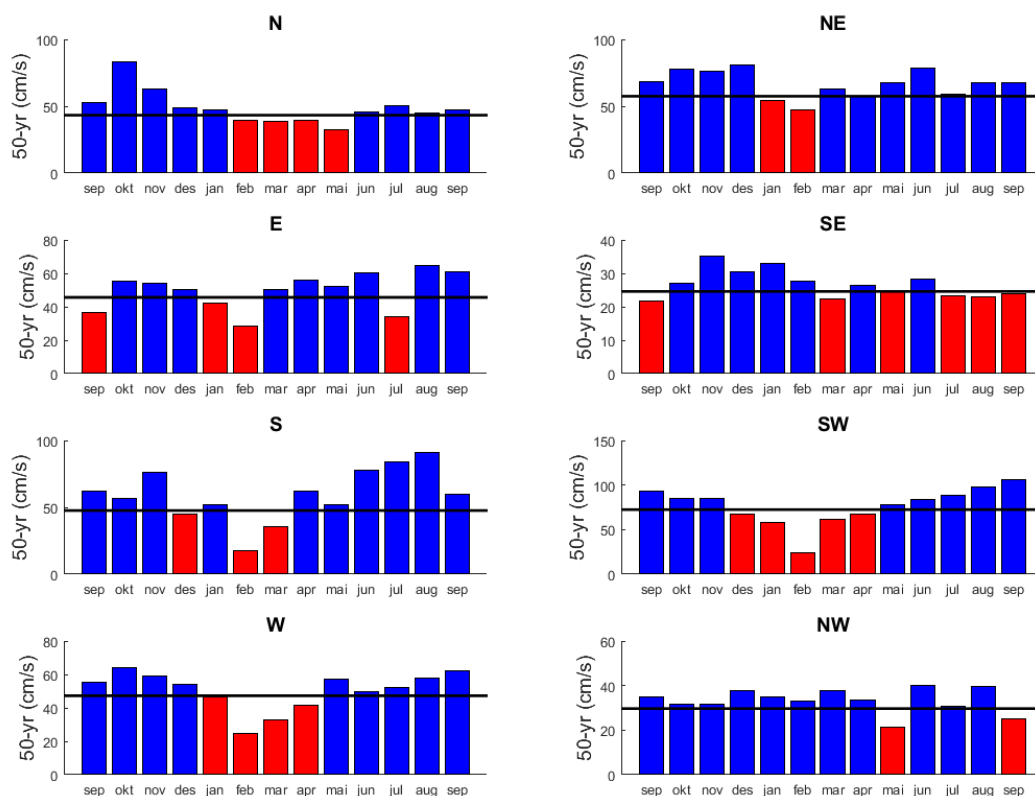 N
100
50
0
50-yr (cm/s)
sep okt nov des jan feb mar apr mai jun jul aug sep
NE
100
50
0
50-yr (cm/s)
sep okt nov des jan feb mar apr mai jun jul aug sep
E
80
60
40
20
0
50-yr (cm/s)
sep okt nov des jan feb mar apr mai jun jul aug sep
SE
40
30
20
10
0
50-yr (cm/s)
sep okt nov des jan feb mar apr mai jun jul aug sep
S
100
50
0
50-yr (cm/s)
sep okt nov des jan feb mar apr mai jun jul aug sep
SW
150
100
50
0
50-yr (cm/s)
sep okt nov des jan feb mar apr mai jun jul aug sep
W
80
60
40
20
0
50-yr (cm/s)
sep okt nov des jan feb mar apr mai jun jul aug sep
NW
60
40
20
0
50-yr (cm/s)
sep okt nov des jan feb mar apr mai jun jul aug sep